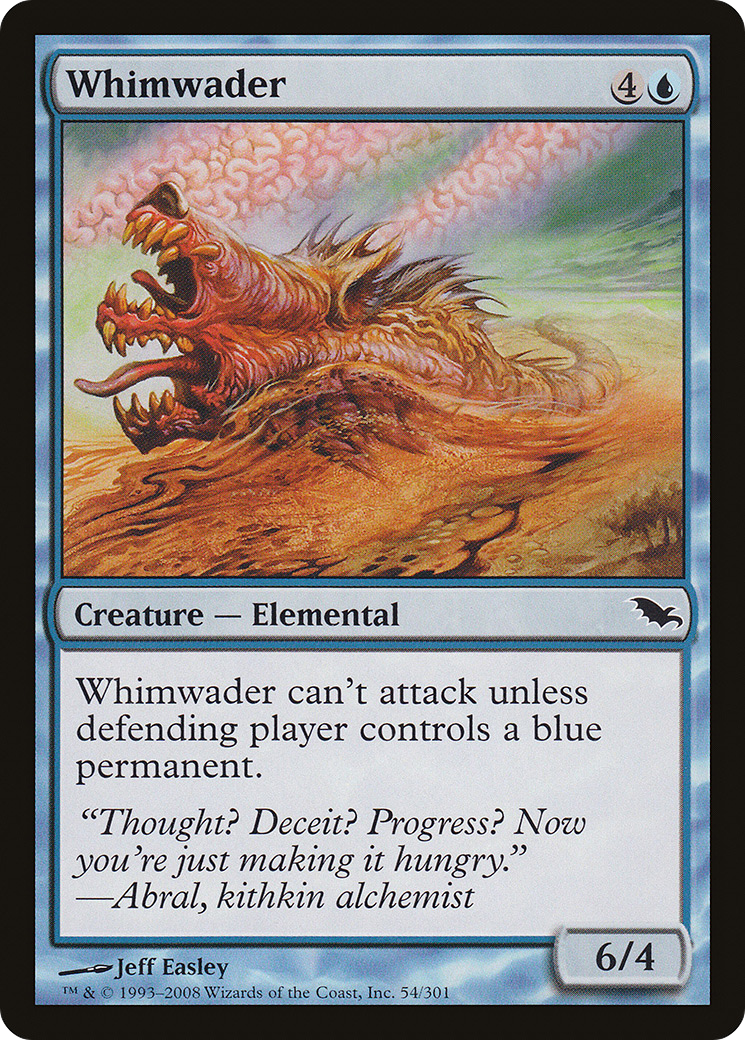 Whimwader
4
Creature — Elemental
Whimwader can't attack unless
defending player controls a blue
permanent.
“Thought? Deceit? Progress? Now
you're just making it hungry.”
—Abral, kithkin alchemist
6/4
Jeff Easley
™ & © 1993–2008 Wizards of the Coast, Inc. 54/301